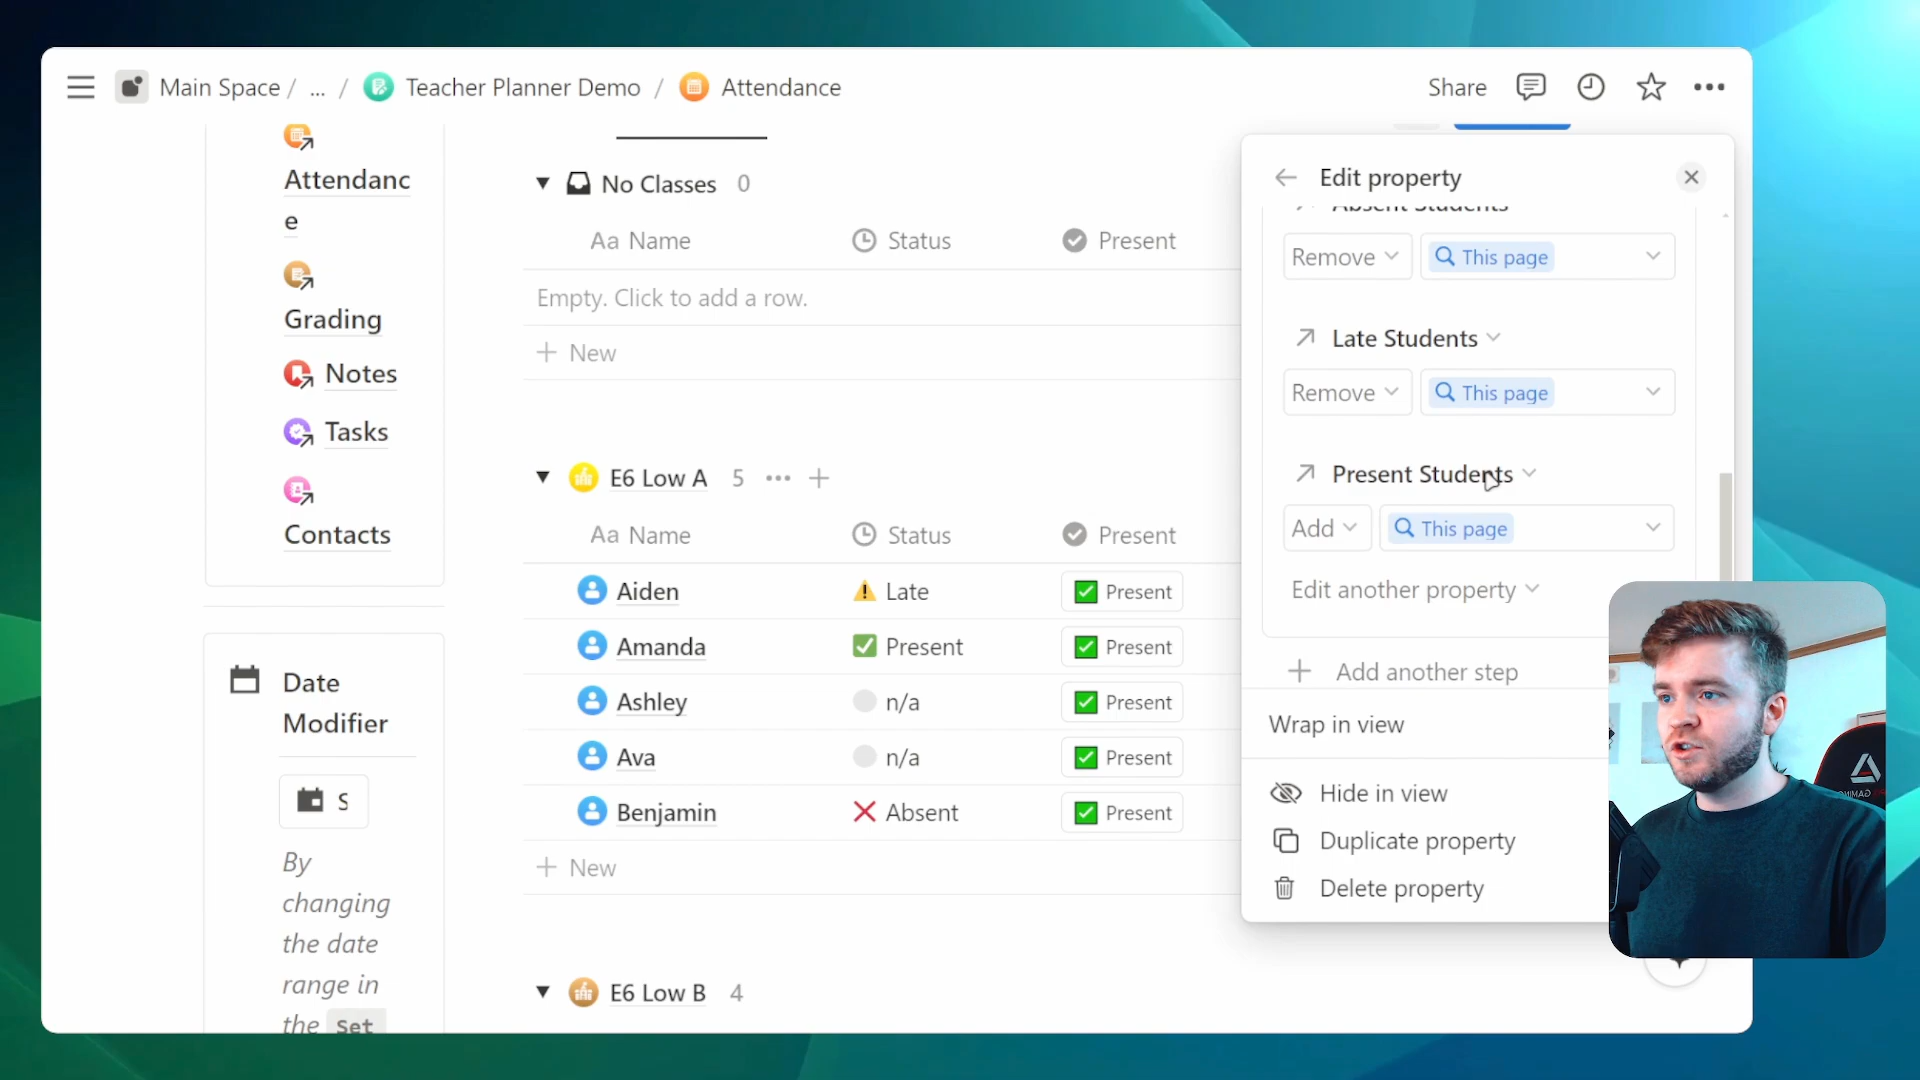 Main Space / ... / Teacher Planner Demo / Attendance
Share
Attendanc
e
Grading
Notes
Tasks
Contacts
Date
Modifier
S
By
changing
the date
range in
the Set
No Classes 0
Aa Name Status Present
Empty. Click to add a row.
New
E6 Low A 5
Aa Name Status Present
Aiden Late Present
Amanda Present Present
Ashley n/a Present
Ava n/a Present
Benjamin Absent Present
New
E6 Low B 4
Edit property
Absent Students
Remove This page
Late Students
Remove This page
Present Students
Add This page
Edit another property
Add another step
Wrap in view
Hide in view
Duplicate property
Delete property